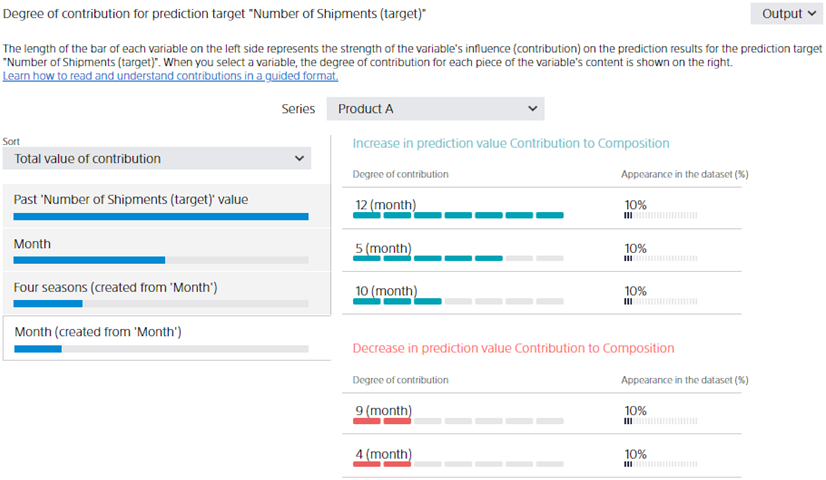 Degree of contribution for prediction target "Number of Shipments (target)"
Output
The length of the bar of each variable on the left side represents the strength of the variable's influence (contribution) on the prediction results for the prediction target
"Number of Shipments (target)". When you select a variable, the degree of contribution for each piece of the variable's content is shown on the right.
Learn how to read and understand contributions in a guided format.
Series
Product A
Sort
Total value of contribution
Past 'Number of Shipments (target)' value
Month
Four seasons (created from 'Month')
Month (created from 'Month')
Increase in prediction value Contribution to Composition
Degree of contribution
Appearance in the dataset (%)
12 (month)
10%
5 (month)
10%
10 (month)
10%
Decrease in prediction value Contribution to Composition
Degree of contribution
Appearance in the dataset (%)
9 (month)
10%
4 (month)
10%